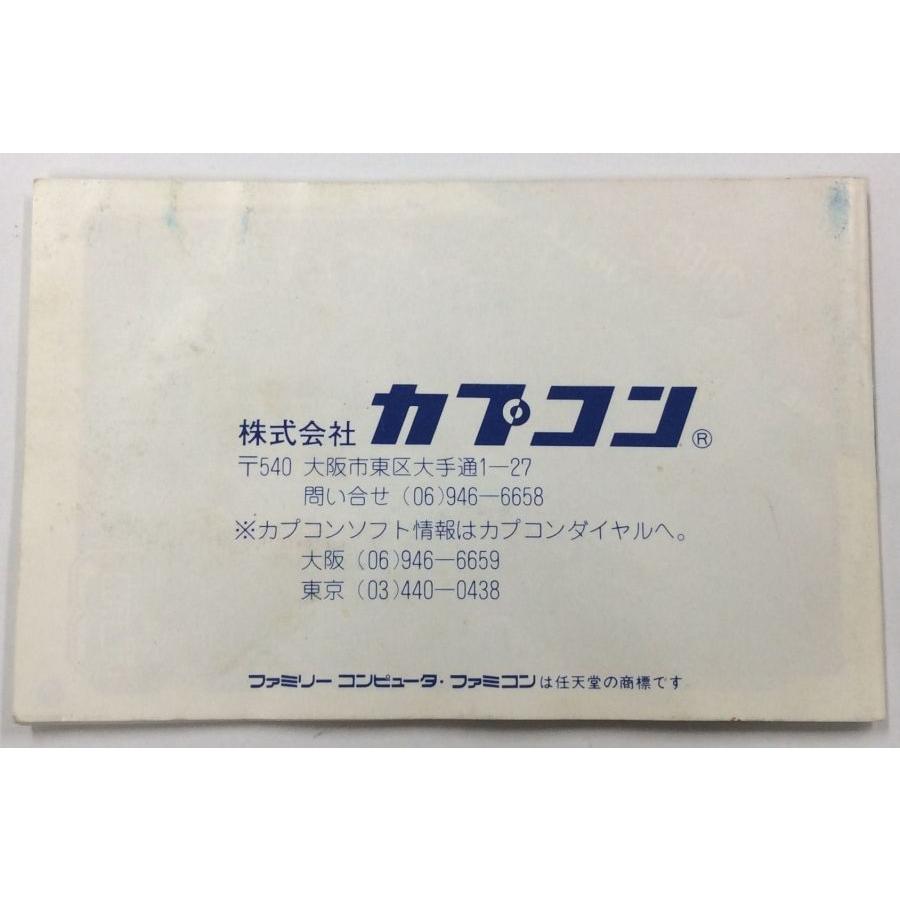 株式会社 カプコン®
〒540 大阪市東区大手通1−27
問い合せ (06)946−6658
※カプコンソフト情報はカプコンダイヤルへ。
大阪 (06)946−6659
東京 (03)440−0438
ファミリー コンピュータ・ファミコンは任天堂の商標です